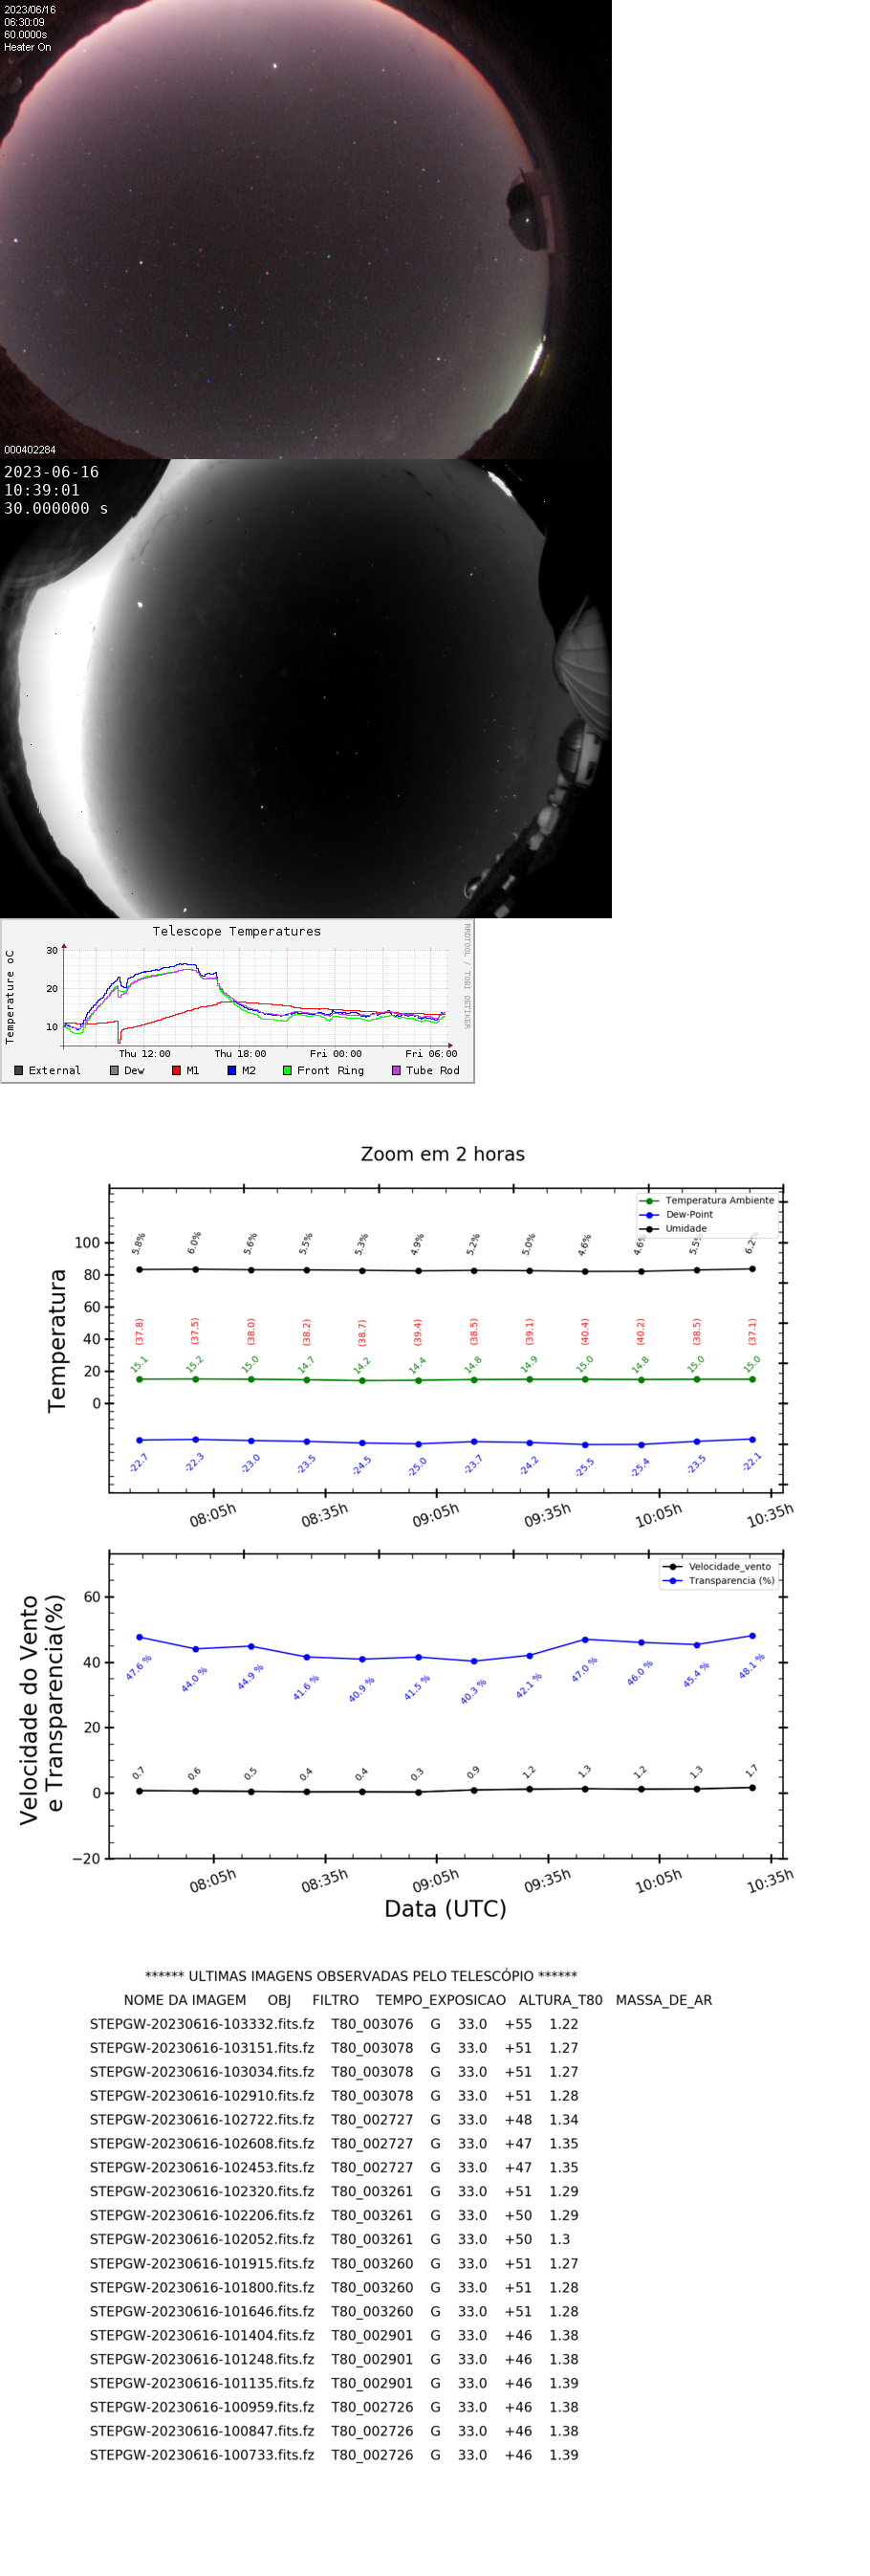 2023/06/16
06:30:09
60.0000s
Heater On
000402284
2023-06-16
10:39:01
30.000000 s
Telescope Temperatures
RRDTOOL / TOBI OETIKER
Temperature oC
30
20
10
Thu 12:00 Thu 18:00 Fri 00:00 Fri 06:00
External Dew M1 M2 Front Ring Tube Rod
Zoom em 2 horas
Temperatura Ambiente
Dew-Point
Umidade
Temperatura
100
80
60
40
20
0
5.8% 6.0% 5.6% 5.5% 5.3% 4.9% 5.2% 5.0% 4.6% 4.6% 5.5% 6.2%
(37.8) (37.5) (38.0) (38.2) (38.7) (39.4) (38.5) (39.1) (40.4) (40.2) (38.5) (37.1)
15.1 15.2 15.0 14.7 14.2 14.4 14.8 14.9 15.0 14.8 15.0 15.0
-22.7 -22.3 -23.0 -23.5 -24.5 -25.0 -23.7 -24.2 -25.5 -25.4 -23.5 -22.1
08:05h 08:35h 09:05h 09:35h 10:05h 10:35h
Velocidade_vento
Transparencia (%)
Velocidade do Vento
e Transparencia(%)
60
40
20
0
−20
47.6 % 44.0 % 44.9 % 41.6 % 40.9 % 41.5 % 40.3 % 42.1 % 47.0 % 46.0 % 45.4 % 48.1 %
0.7 0.6 0.5 0.4 0.4 0.3 0.9 1.2 1.3 1.2 1.3 1.7
08:05h 08:35h 09:05h 09:35h 10:05h 10:35h
Data (UTC)
****** ULTIMAS IMAGENS OBSERVADAS PELO TELESCÓPIO ******
NOME DA IMAGEM OBJ FILTRO TEMPO_EXPOSICAO ALTURA_T80 MASSA_DE_AR
STEPGW-20230616-103332.fits.fz T80_003076 G 33.0 +55 1.22
STEPGW-20230616-103151.fits.fz T80_003078 G 33.0 +51 1.27
STEPGW-20230616-103034.fits.fz T80_003078 G 33.0 +51 1.27
STEPGW-20230616-102910.fits.fz T80_003078 G 33.0 +51 1.28
STEPGW-20230616-102722.fits.fz T80_002727 G 33.0 +48 1.34
STEPGW-20230616-102608.fits.fz T80_002727 G 33.0 +47 1.35
STEPGW-20230616-102453.fits.fz T80_002727 G 33.0 +47 1.35
STEPGW-20230616-102320.fits.fz T80_003261 G 33.0 +51 1.29
STEPGW-20230616-102206.fits.fz T80_003261 G 33.0 +50 1.29
STEPGW-20230616-102052.fits.fz T80_003261 G 33.0 +50 1.3
STEPGW-20230616-101915.fits.fz T80_003260 G 33.0 +51 1.27
STEPGW-20230616-101800.fits.fz T80_003260 G 33.0 +51 1.28
STEPGW-20230616-101646.fits.fz T80_003260 G 33.0 +51 1.28
STEPGW-20230616-101404.fits.fz T80_002901 G 33.0 +46 1.38
STEPGW-20230616-101248.fits.fz T80_002901 G 33.0 +46 1.38
STEPGW-20230616-101135.fits.fz T80_002901 G 33.0 +46 1.39
STEPGW-20230616-100959.fits.fz T80_002726 G 33.0 +46 1.38
STEPGW-20230616-100847.fits.fz T80_002726 G 33.0 +46 1.38
STEPGW-20230616-100733.fits.fz T80_002726 G 33.0 +46 1.39